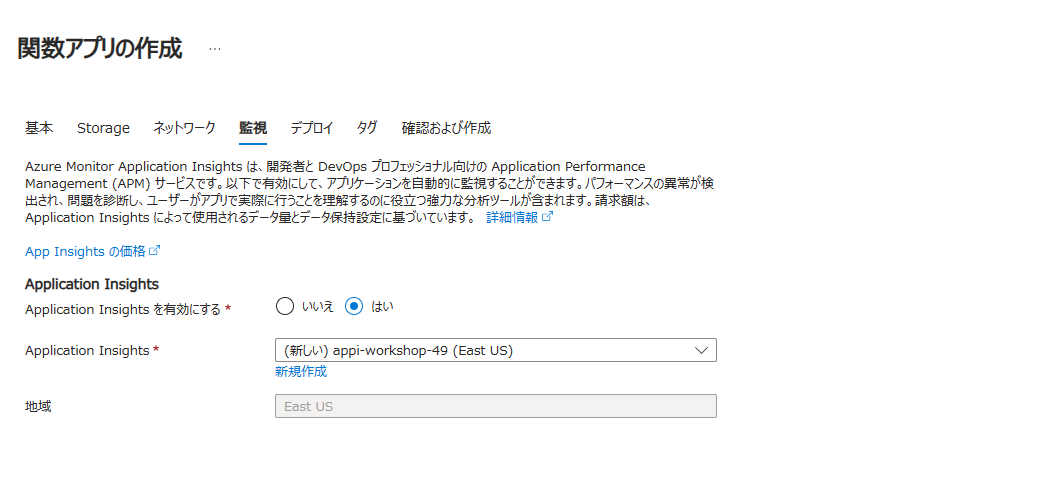 関数アプリの作成 …
基本 Storage ネットワーク 監視 デプロイ タグ 確認および作成
Azure Monitor Application Insights は、開発者と DevOps プロフェッショナル向けの Application Performance
Management (APM) サービスです。以下で有効にして、アプリケーションを自動的に監視することができます。パフォーマンスの異常が検
出され、問題を診断し、ユーザーがアプリで実際に行うことを理解するのに役立つ強力な分析ツールが含まれます。請求額は、
Application Insights によって使用されるデータ量とデータ保持設定に基づいています。 詳細情報
App Insights の価格
Application Insights
Application Insights を有効にする * いいえ はい
Application Insights * (新しい) appi-workshop-49 (East US)
新規作成
地域 East US